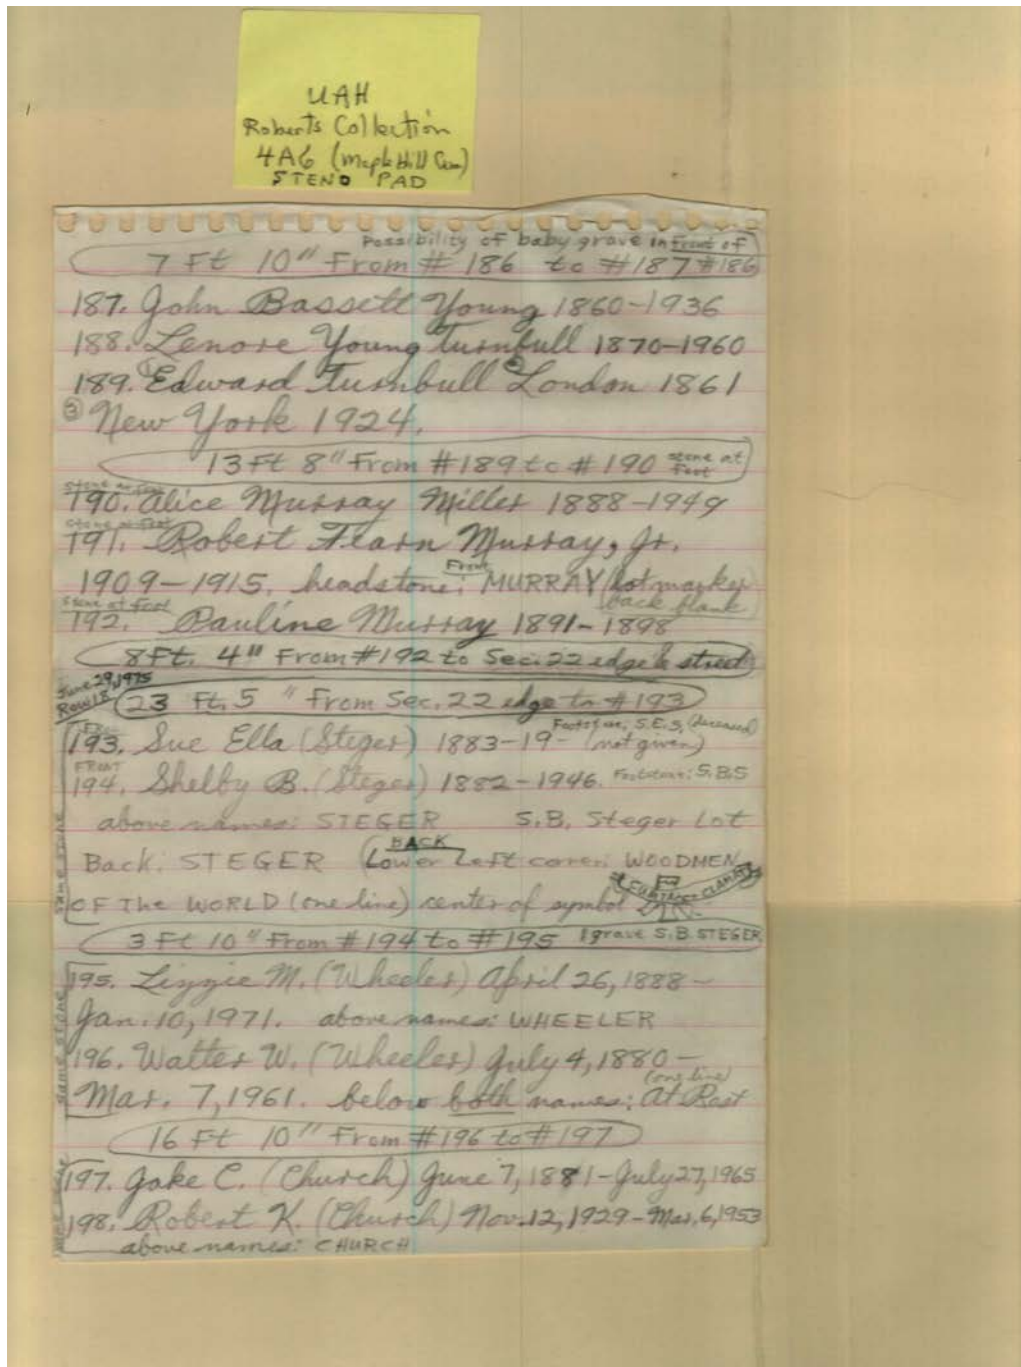 UAH
Roberts Collection
4A6 (Maple Hill Cem)
STENO PAD
Possibility of baby grave in front of
7 Ft 10" From # 186 to #187 #186
187. John Bassett Young 1860-1936
188. Lenore Young Turnbull 1870-1960
189. ① Edward Turnbull ② London 1861
③ New York 1924.
13 Ft 8" From #189 to #190 stone at foot
stone at foot
190. Alice Murray Miller 1888-1949
stone at foot
191. Robert Fearn Murray, Jr.
1909-1915. headstone: Front MURRAY (lot marker
back blank)
stone at foot
192. Pauline Murray 1891-1898
8 Ft. 4" From #192 to Sec. 22 edge & street
June 29, 1975
Row 18
23 Ft. 5 " From Sec. 22 edge to #193
Footstone: S.E.S. (deceased)
193. Sue Ella (Steger) 1883-19- (not given)
FRONT
194. Shelby B. (Steger) 1882-1946. Footstone: S.B.S
above names: STEGER S.B. Steger Lot
BACK
Back: STEGER (Lower Left corner: WOODMEN
OF THE WORLD (one line) center of symbol
same stone
3 Ft 10" From #194 to #195 1 grave S.B. STEGER
195. Lizzie M. (Wheeler) April 26, 1888-
Jan. 10, 1971. above names: WHEELER
196. Walter W. (Wheeler) July 4, 1880-
(one line)
Mar. 7, 1961. below both names: At Rest
same stone
16 Ft 10" From #196 to #197
197. Jake C. (Church) June 7, 1881-July 27, 1965
198. Robert K. (Church) Nov. 12, 1929-Mar. 6, 1953
above names: CHURCH
same stone